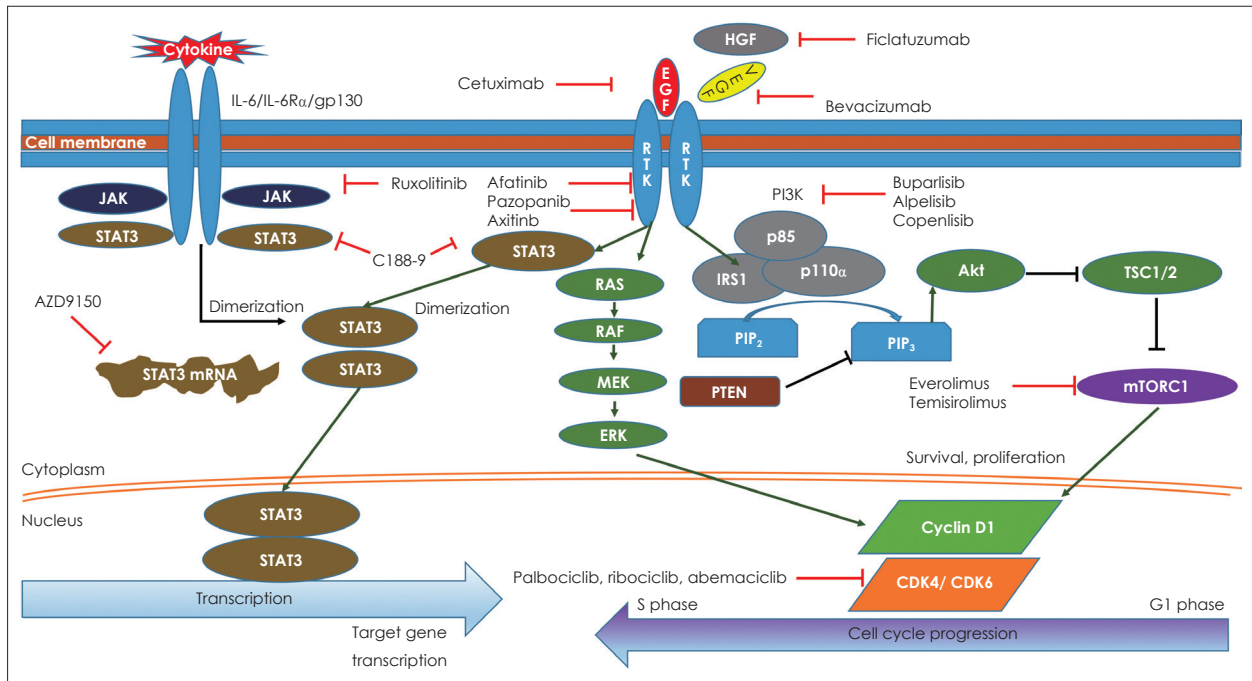 Cytokine
IL-6/IL-6Rα/gp130
HGF
Ficlatuzumab
Cetuximab
EGF
VEGF
Bevacizumab
Cell membrane
RTK
RTK
JAK
JAK
Ruxolitinib
STAT3
STAT3
C188-9
Afatinib
Pazopanib
Axitinb
PI3K
Buparlisib
Alpelisib
Copenlisib
STAT3
p85
IRS1
p110α
Akt
TSC1/2
AZD9150
Dimerization
Dimerization
STAT3
STAT3
STAT3 mRNA
RAS
RAF
MEK
ERK
PIP2
PIP3
PTEN
Everolimus
Temisirolimus
mTORC1
Cytoplasm
Survival, proliferation
Nucleus
STAT3
STAT3
Cyclin D1
CDK4/ CDK6
Palbociclib, ribociclib, abemaciclib
Transcription
Target gene
transcription
S phase
G1 phase
Cell cycle progression